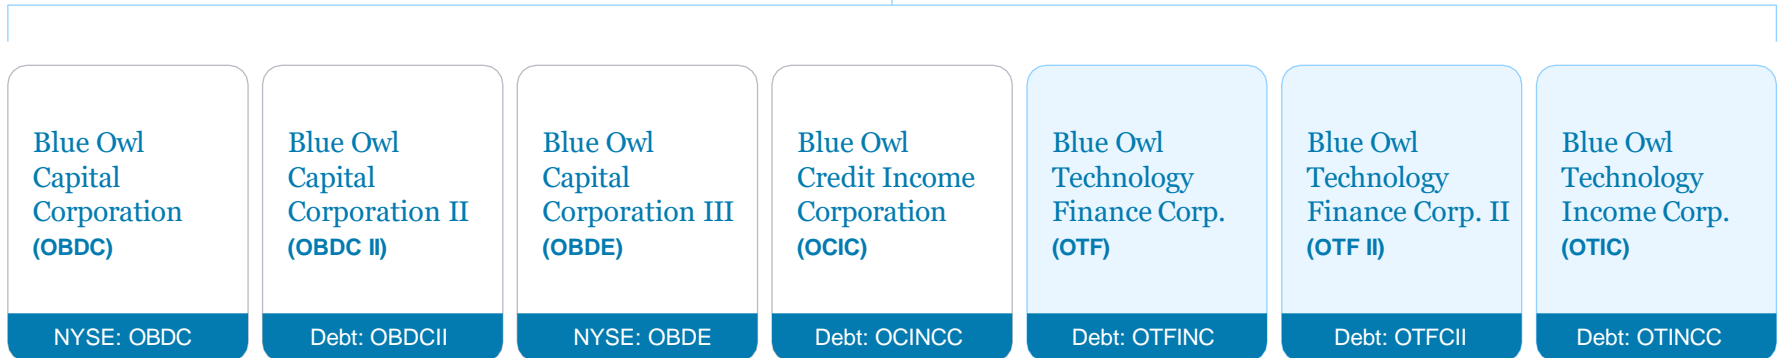 Blue Owl
Capital
Corporation
(OBDC)
NYSE: OBDC
Blue Owl
Capital
Corporation II
(OBDC II)
Debt: OBDCII
Blue Owl
Capital
Corporation III
(OBDE)
NYSE: OBDE
Blue Owl
Credit Income
Corporation
(OCIC)
Debt: OCINCC
Blue Owl
Technology
Finance Corp.
(OTF)
Debt: OTFINC
Blue Owl
Technology
Finance Corp. II
(OTF II)
Debt: OTFCII
Blue Owl
Technology
Income Corp.
(OTIC)
Debt: OTINCC